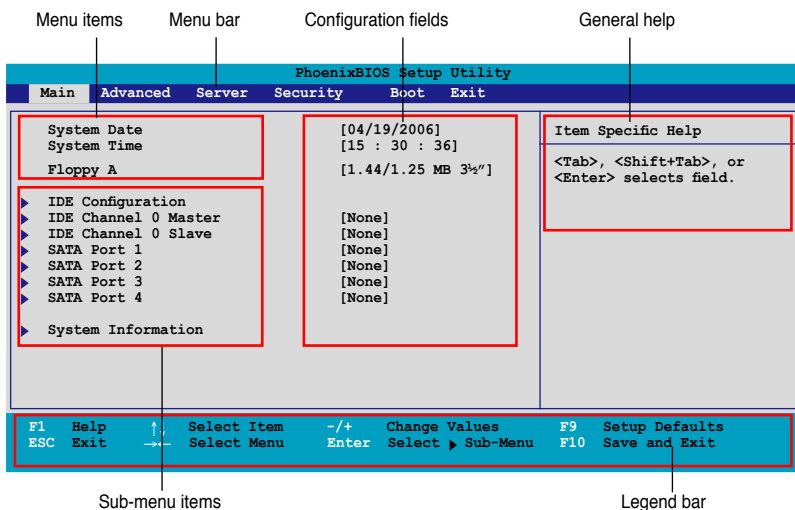 Menu items Menu bar Configuration fields General help
PhoenixBIOS Setup Utility
Main Advanced Server Security Boot Exit
System Date [04/19/2006]
System Time [15 : 30 : 36]
Floppy A [1.44/1.25 MB 3½"]
Item Specific Help
<Tab>, <Shift+Tab>, or
<Enter> selects field.
IDE Configuration
IDE Channel 0 Master [None]
IDE Channel 0 Slave [None]
SATA Port 1 [None]
SATA Port 2 [None]
SATA Port 3 [None]
SATA Port 4 [None]
System Information
F1 Help ↑↓ Select Item -/+ Change Values F9 Setup Defaults
ESC Exit →← Select Menu Enter Select ▶ Sub-Menu F10 Save and Exit
Sub-menu items Legend bar